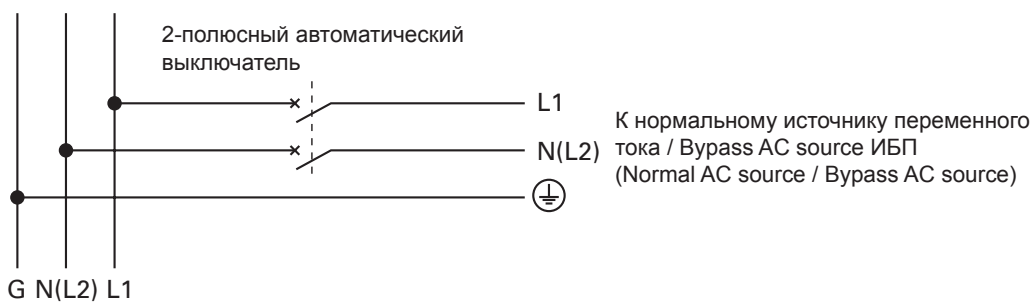 2-полюсный автоматический
выключатель
L1
N(L2)
К нормальному источнику переменного
тока / Bypass AC source ИБП
(Normal AC source / Bypass AC source)
G N(L2) L1